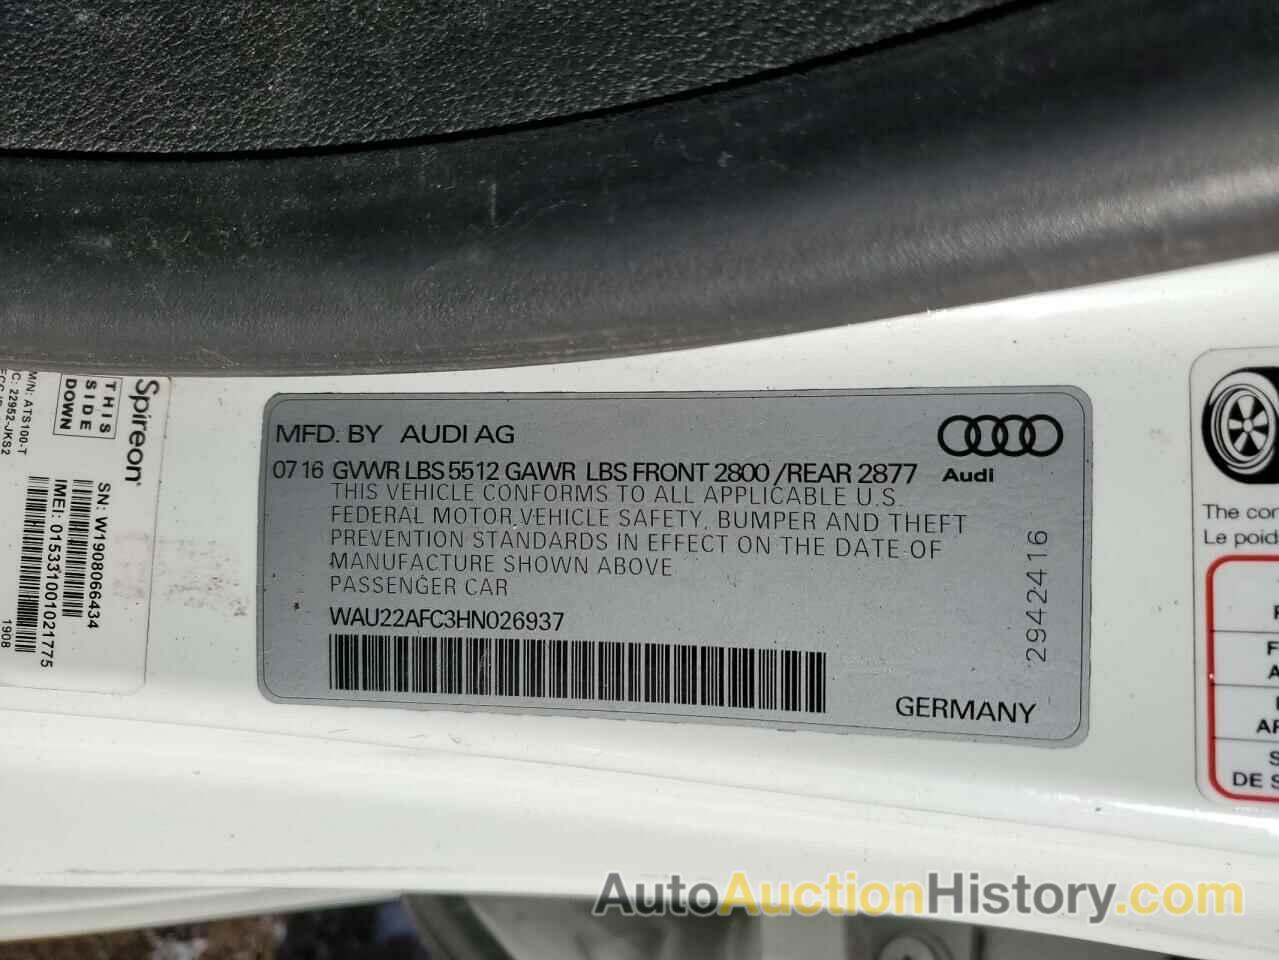 MFD. BY AUDI AG
07 16 GVWR LBS 5512 GAWR LBS FRONT 2800 /REAR 2877
Audi
THIS VEHICLE CONFORMS TO ALL APPLICABLE U.S.
FEDERAL MOTOR VEHICLE SAFETY, BUMPER AND THEFT
PREVENTION STANDARDS IN EFFECT ON THE DATE OF
MANUFACTURE SHOWN ABOVE
PASSENGER CAR
WAU22AFC3HN026937
GERMANY
2942416
Spireon
THIS
SIDE
DOWN
M/N: ATS100-T
IC: 22952-JKS2
SN: W1908066434
IMEI: 015331001021775
1908
The
Le
DE
AutoAuctionHistory.com